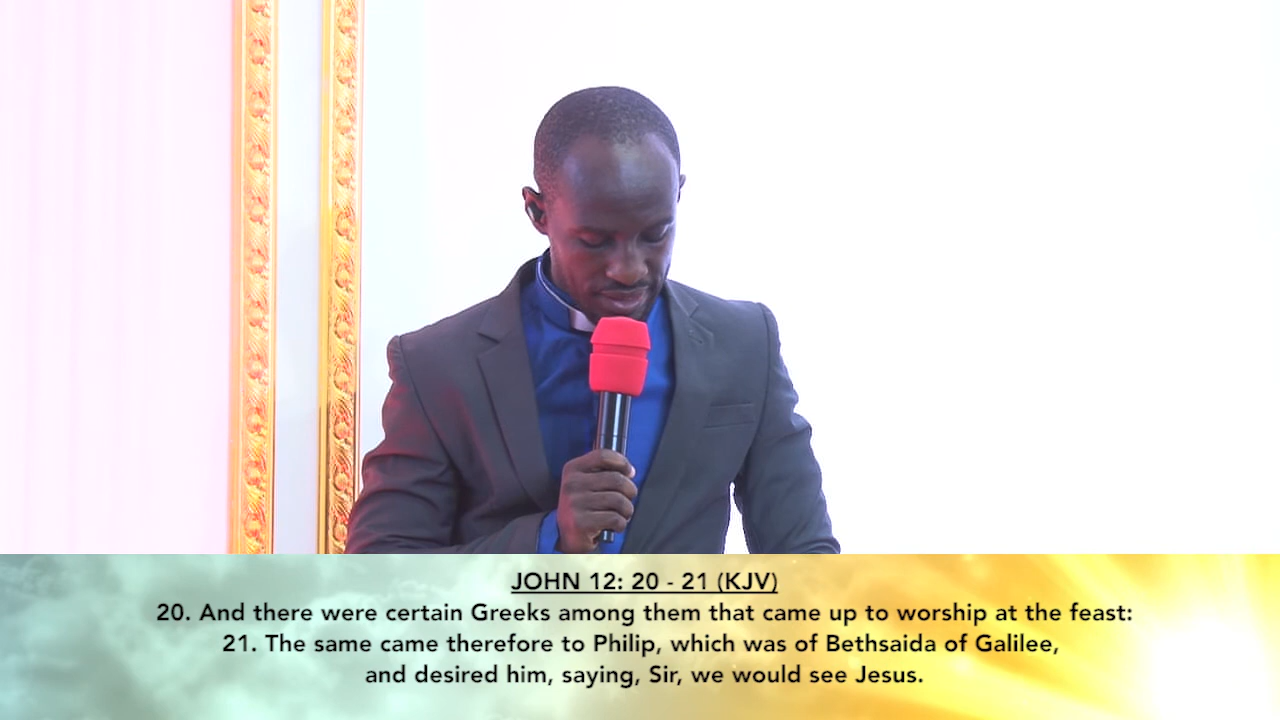 JOHN 12: 20 - 21 (KJV)
20. And there were certain Greeks among them that came up to worship at the feast:
21. The same came therefore to Philip, which was of Bethsaida of Galilee,
and desired him, saying, Sir, we would see Jesus.